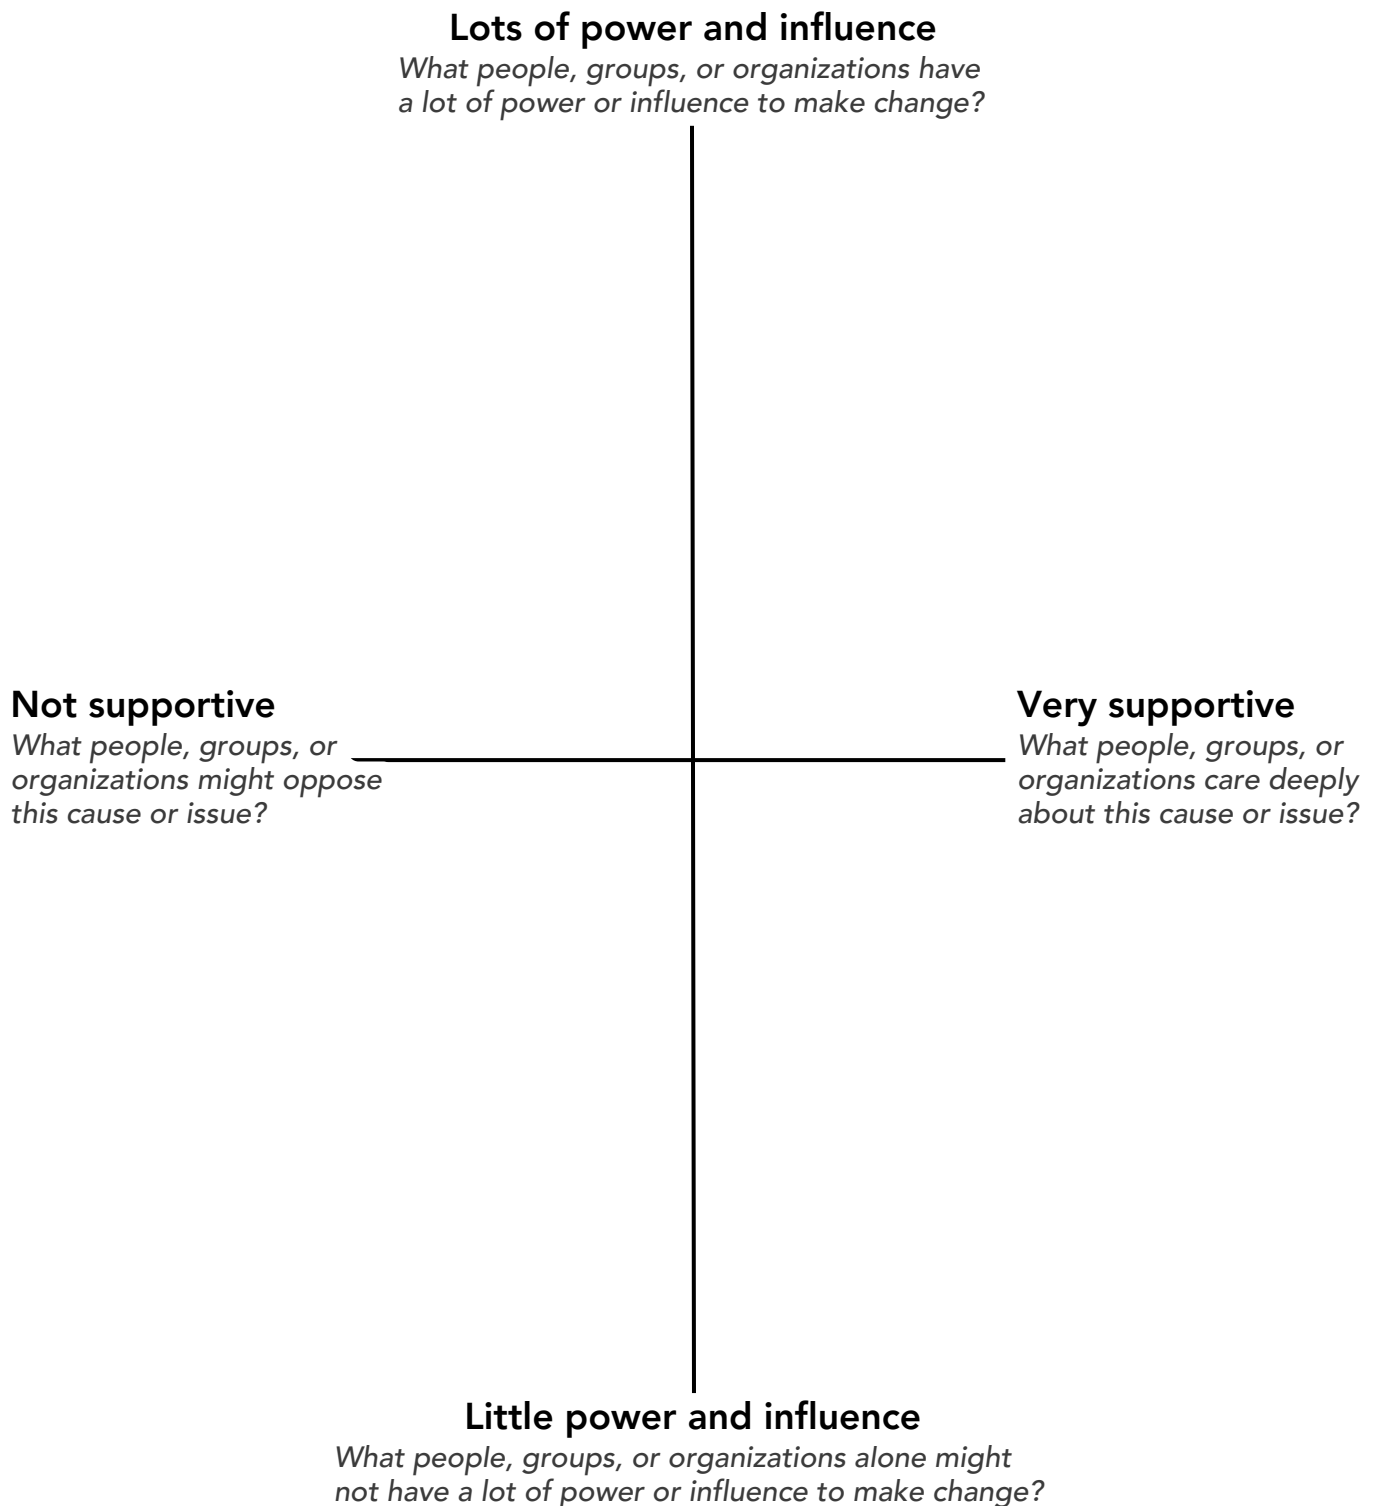 Lots of power and influence
What people, groups, or organizations have
a lot of power or influence to make change?
Not supportive
What people, groups, or
organizations might oppose
this cause or issue?
Very supportive
What people, groups, or
organizations care deeply
about this cause or issue?
Little power and influence
What people, groups, or organizations alone might
not have a lot of power or influence to make change?